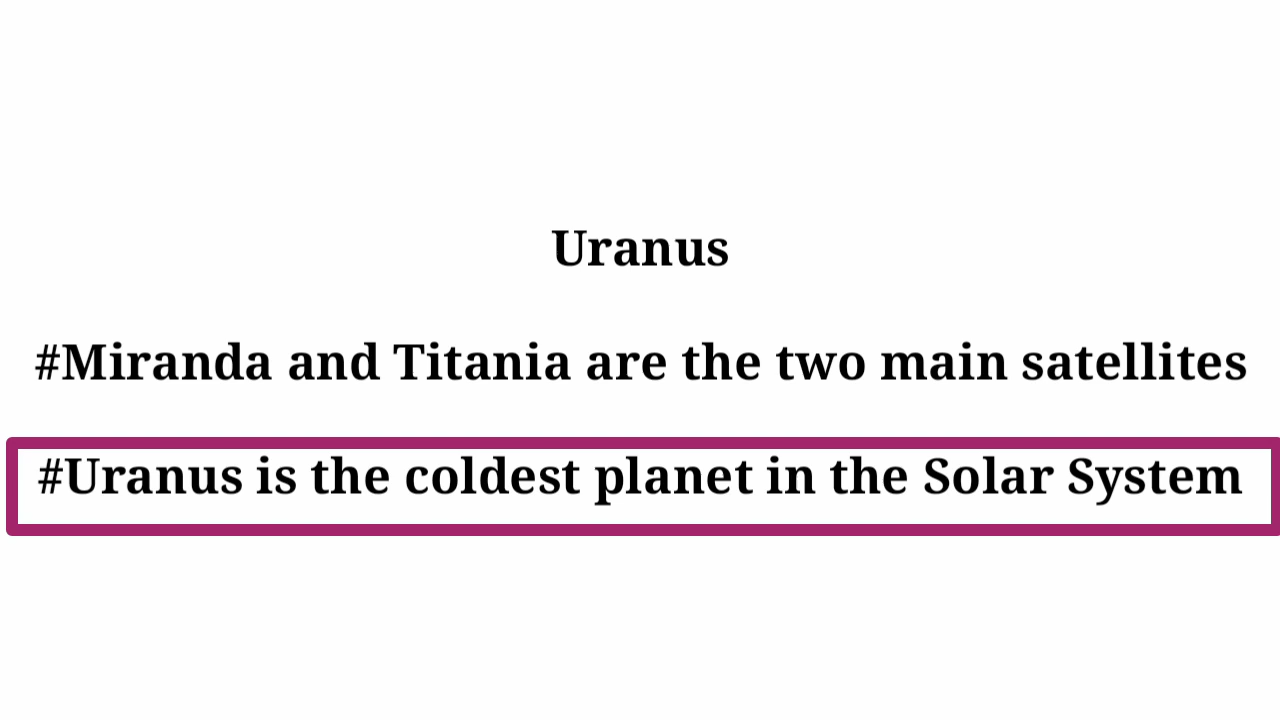 Uranus
#Miranda and Titania are the two main satellites
#Uranus is the coldest planet in the Solar System